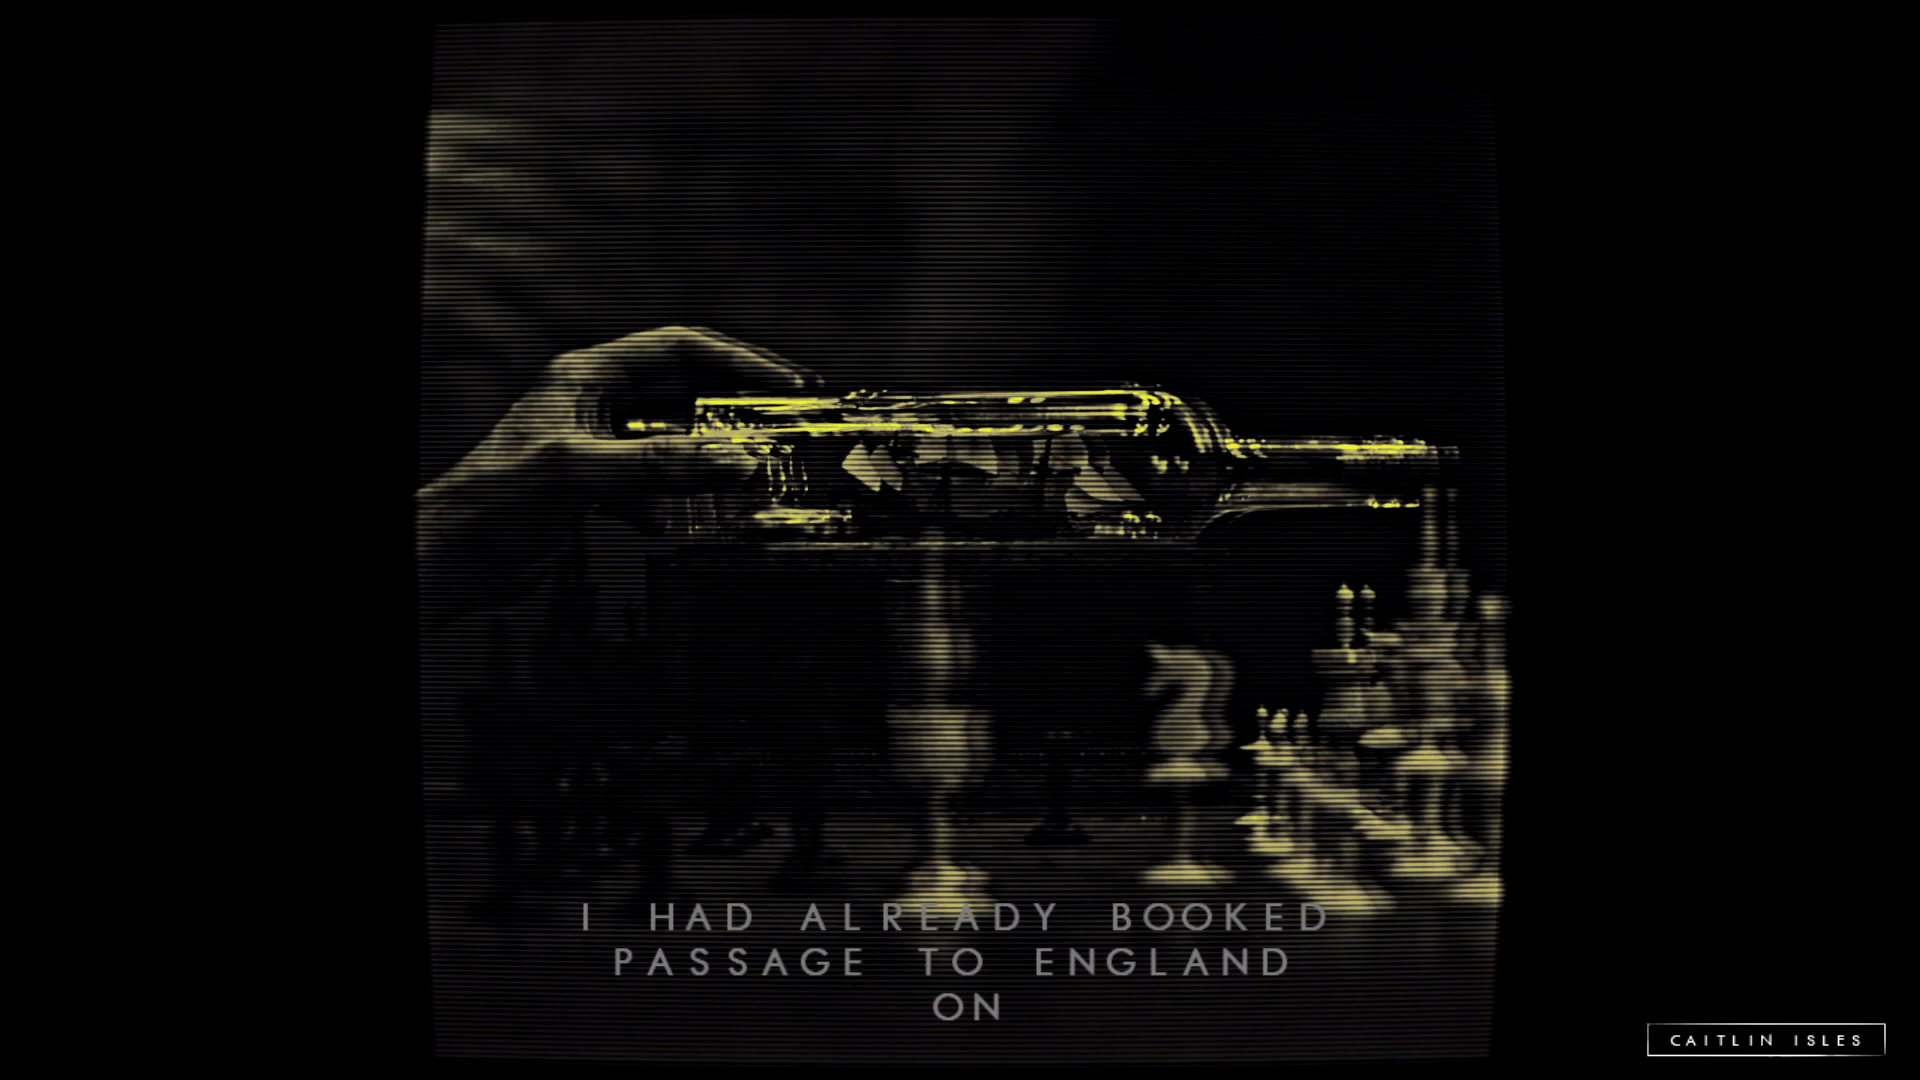 I HAD ALREADY BOOKED
PASSAGE TO ENGLAND
ON
CAITLIN ISLES